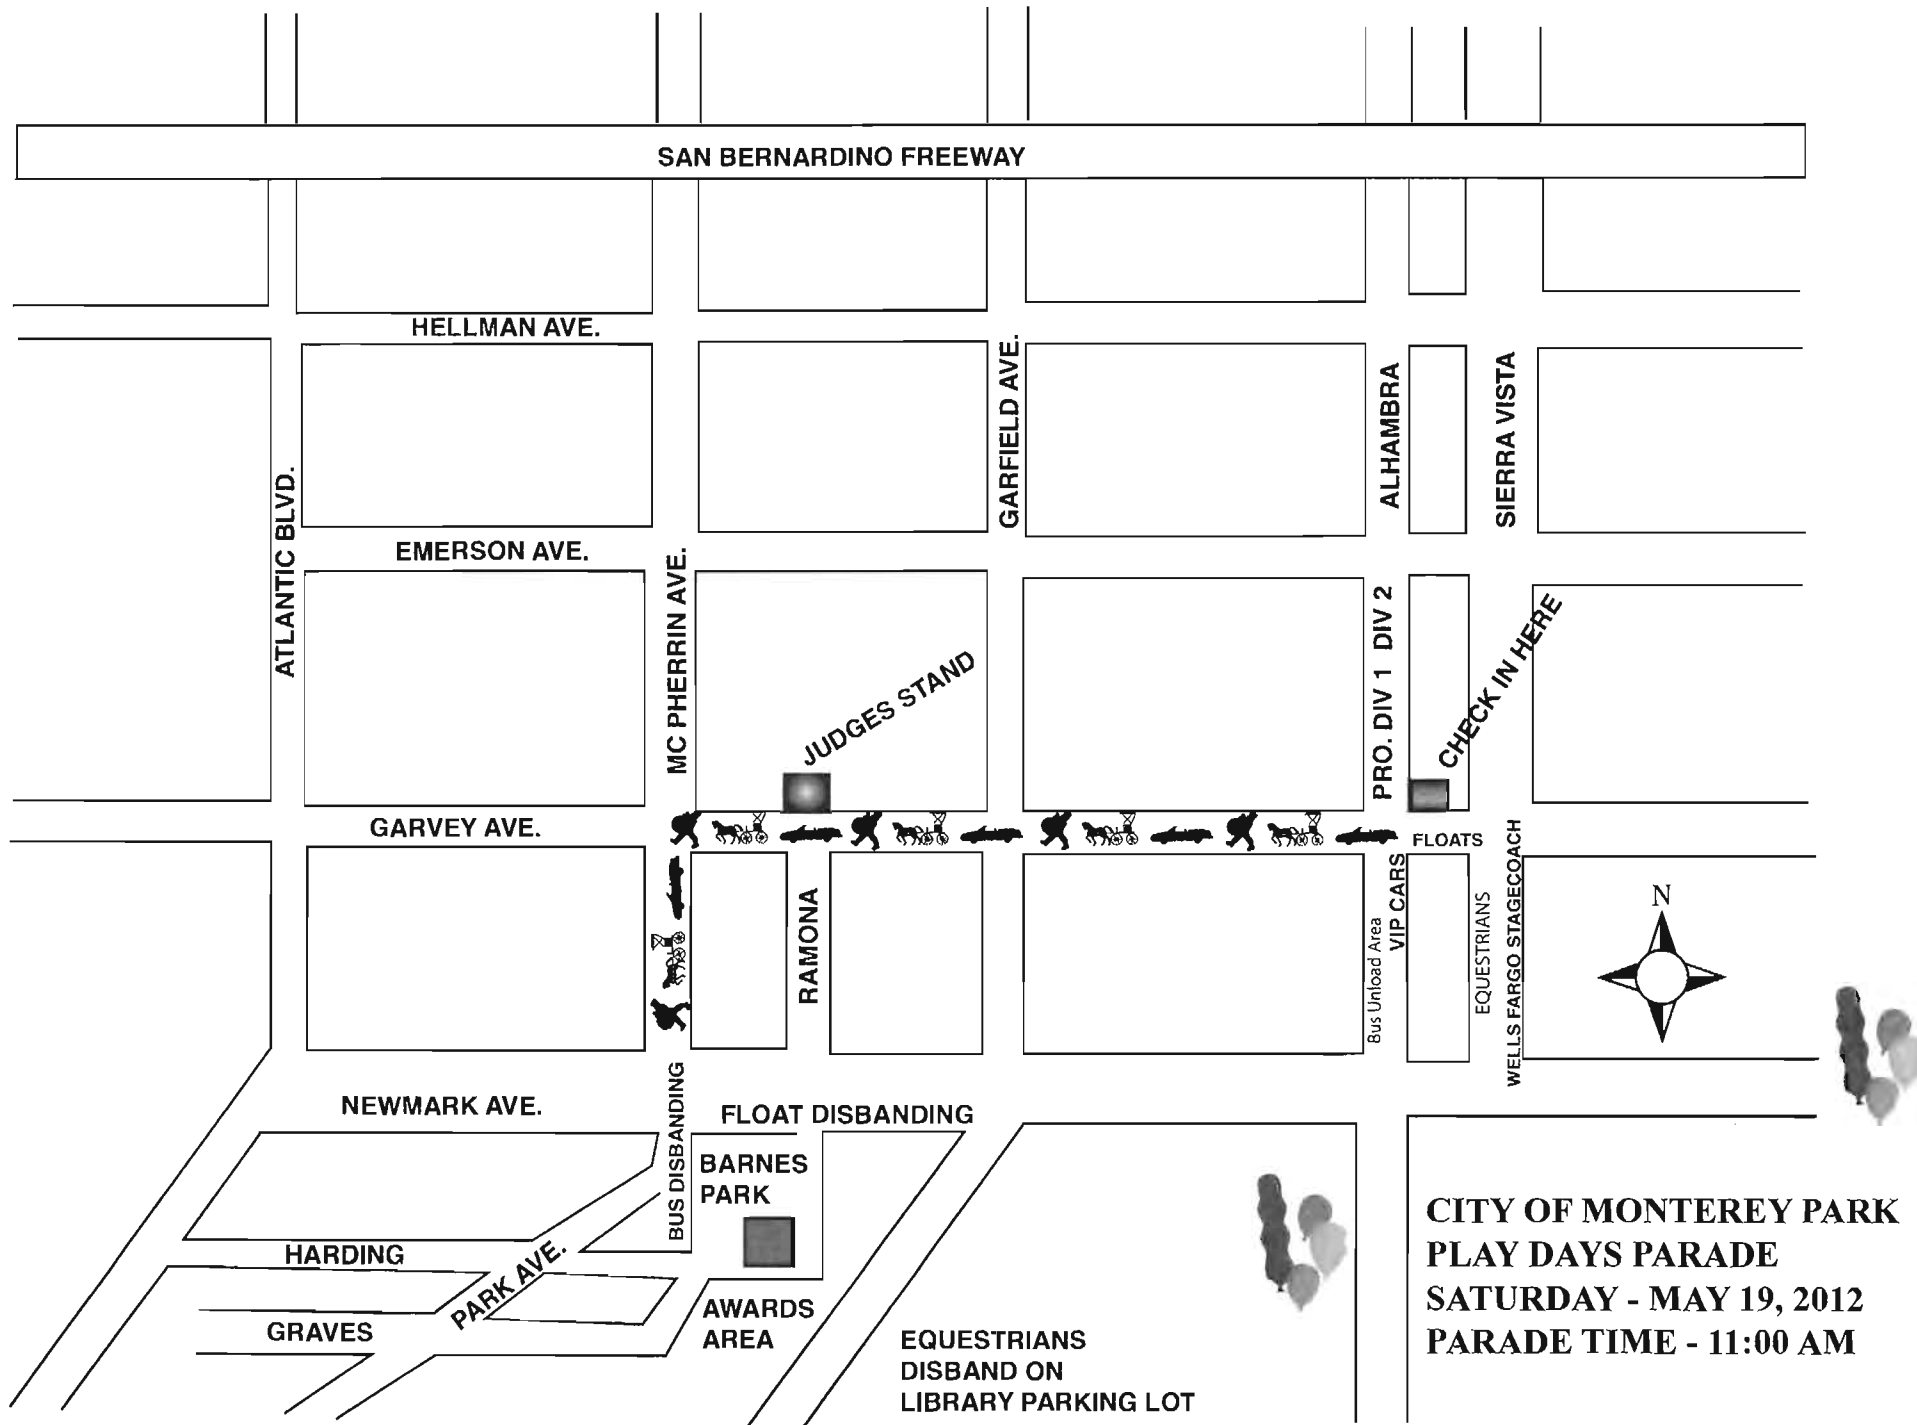 SAN BERNARDINO FREEWAY
HELLMAN AVE.
GARFIELD AVE.
ALHAMBRA
SIERRA VISTA
ATLANTIC BLVD.
EMERSON AVE.
MC PHERRIN AVE.
JUDGES STAND
PRO. DIV 1 DIV 2
CHECK IN HERE
GARVEY AVE.
FLOATS
RAMONA
Bus Unload Area
VIP CARS
EQUESTRIANS
WELLS FARGO STAGECOACH
N
NEWMARK AVE.
BUS DISBANDING
FLOAT DISBANDING
BARNES
PARK
HARDING
PARK AVE.
GRAVES
AWARDS
AREA
EQUESTRIANS
DISBAND ON
LIBRARY PARKING LOT
CITY OF MONTEREY PARK
PLAY DAYS PARADE
SATURDAY - MAY 19, 2012
PARADE TIME - 11:00 AM